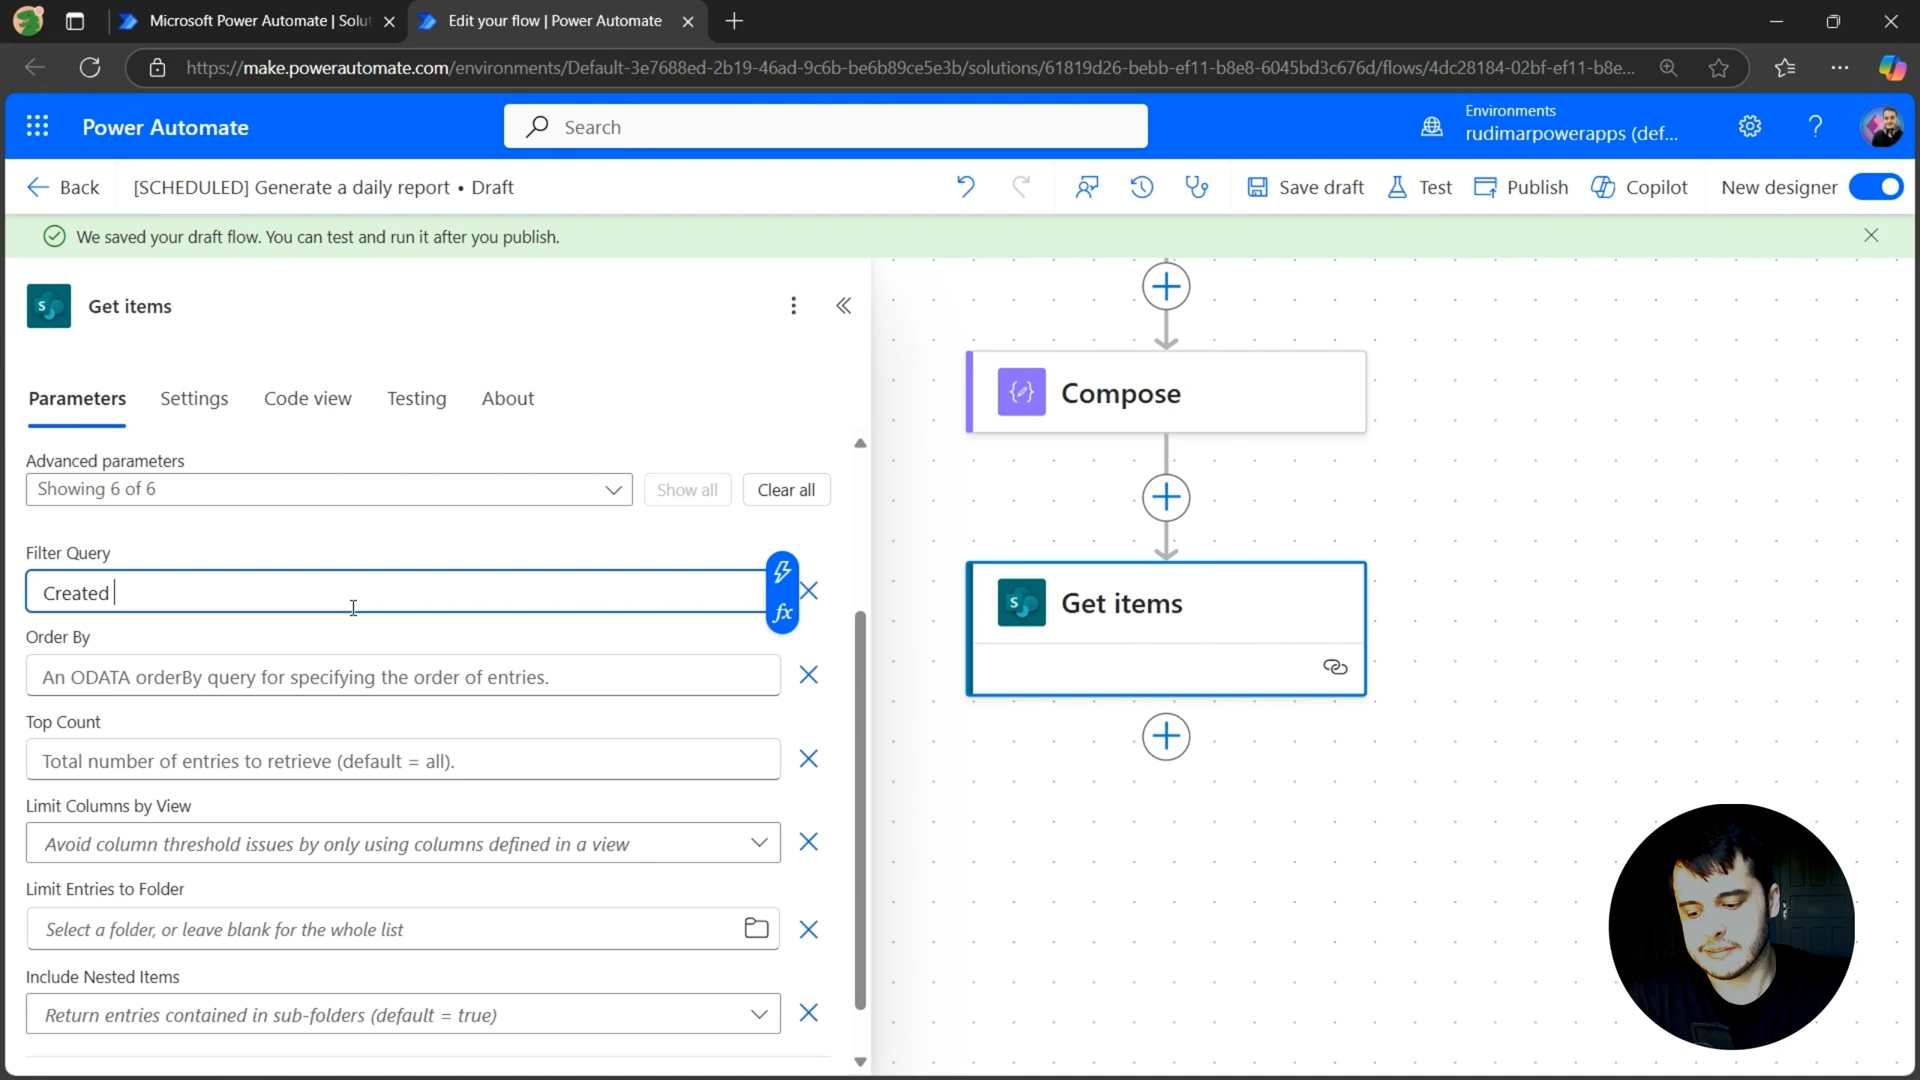 Microsoft Power Automate | Solut
Edit your flow | Power Automate
https://make.powerautomate.com/environments/Default-3e7688ed-2b19-46ad-9c6b-be6b89ce5e3b/solutions/61819d26-bebb-ef11-b8e8-6045bd3c676d/flows/4dc28184-02bf-ef11-b8e...
Power Automate
Search
Environments
rudimarpowerapps (def...
?
Back
[SCHEDULED] Generate a daily report • Draft
Save draft
Test
Publish
Copilot
New designer
We saved your draft flow. You can test and run it after you publish.
Get items
Parameters
Settings
Code view
Testing
About
Advanced parameters
Showing 6 of 6
Show all
Clear all
Filter Query
Created
fx
Order By
An ODATA orderBy query for specifying the order of entries.
Top Count
Total number of entries to retrieve (default = all).
Limit Columns by View
Avoid column threshold issues by only using columns defined in a view
Limit Entries to Folder
Select a folder, or leave blank for the whole list
Include Nested Items
Return entries contained in sub-folders (default = true)
Compose
Get items